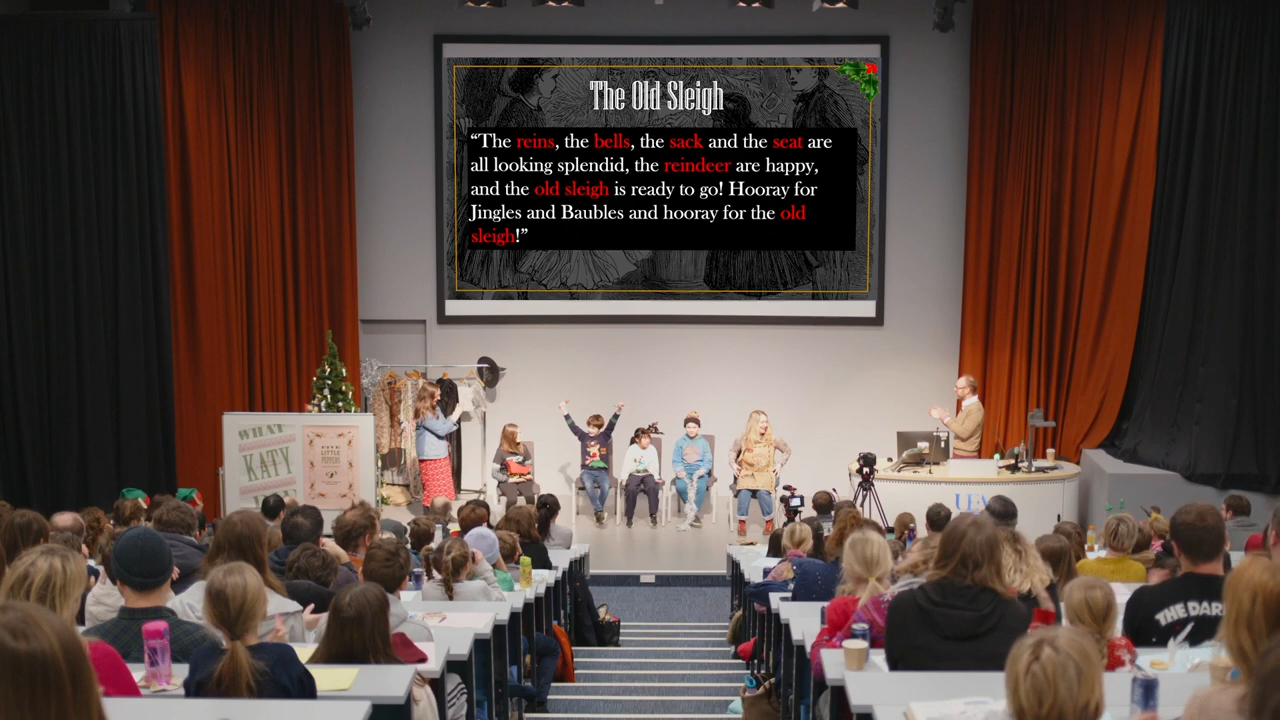 The Old Sleigh
“The reins, the bells, the sack and the seat are
all looking splendid, the reindeer are happy,
and the old sleigh is ready to go! Hooray for
Jingles and Baubles and hooray for the old
sleigh!”
WHAT
KATY
FIVE
LITTLE
PEPPERS
UEA
THE DAR